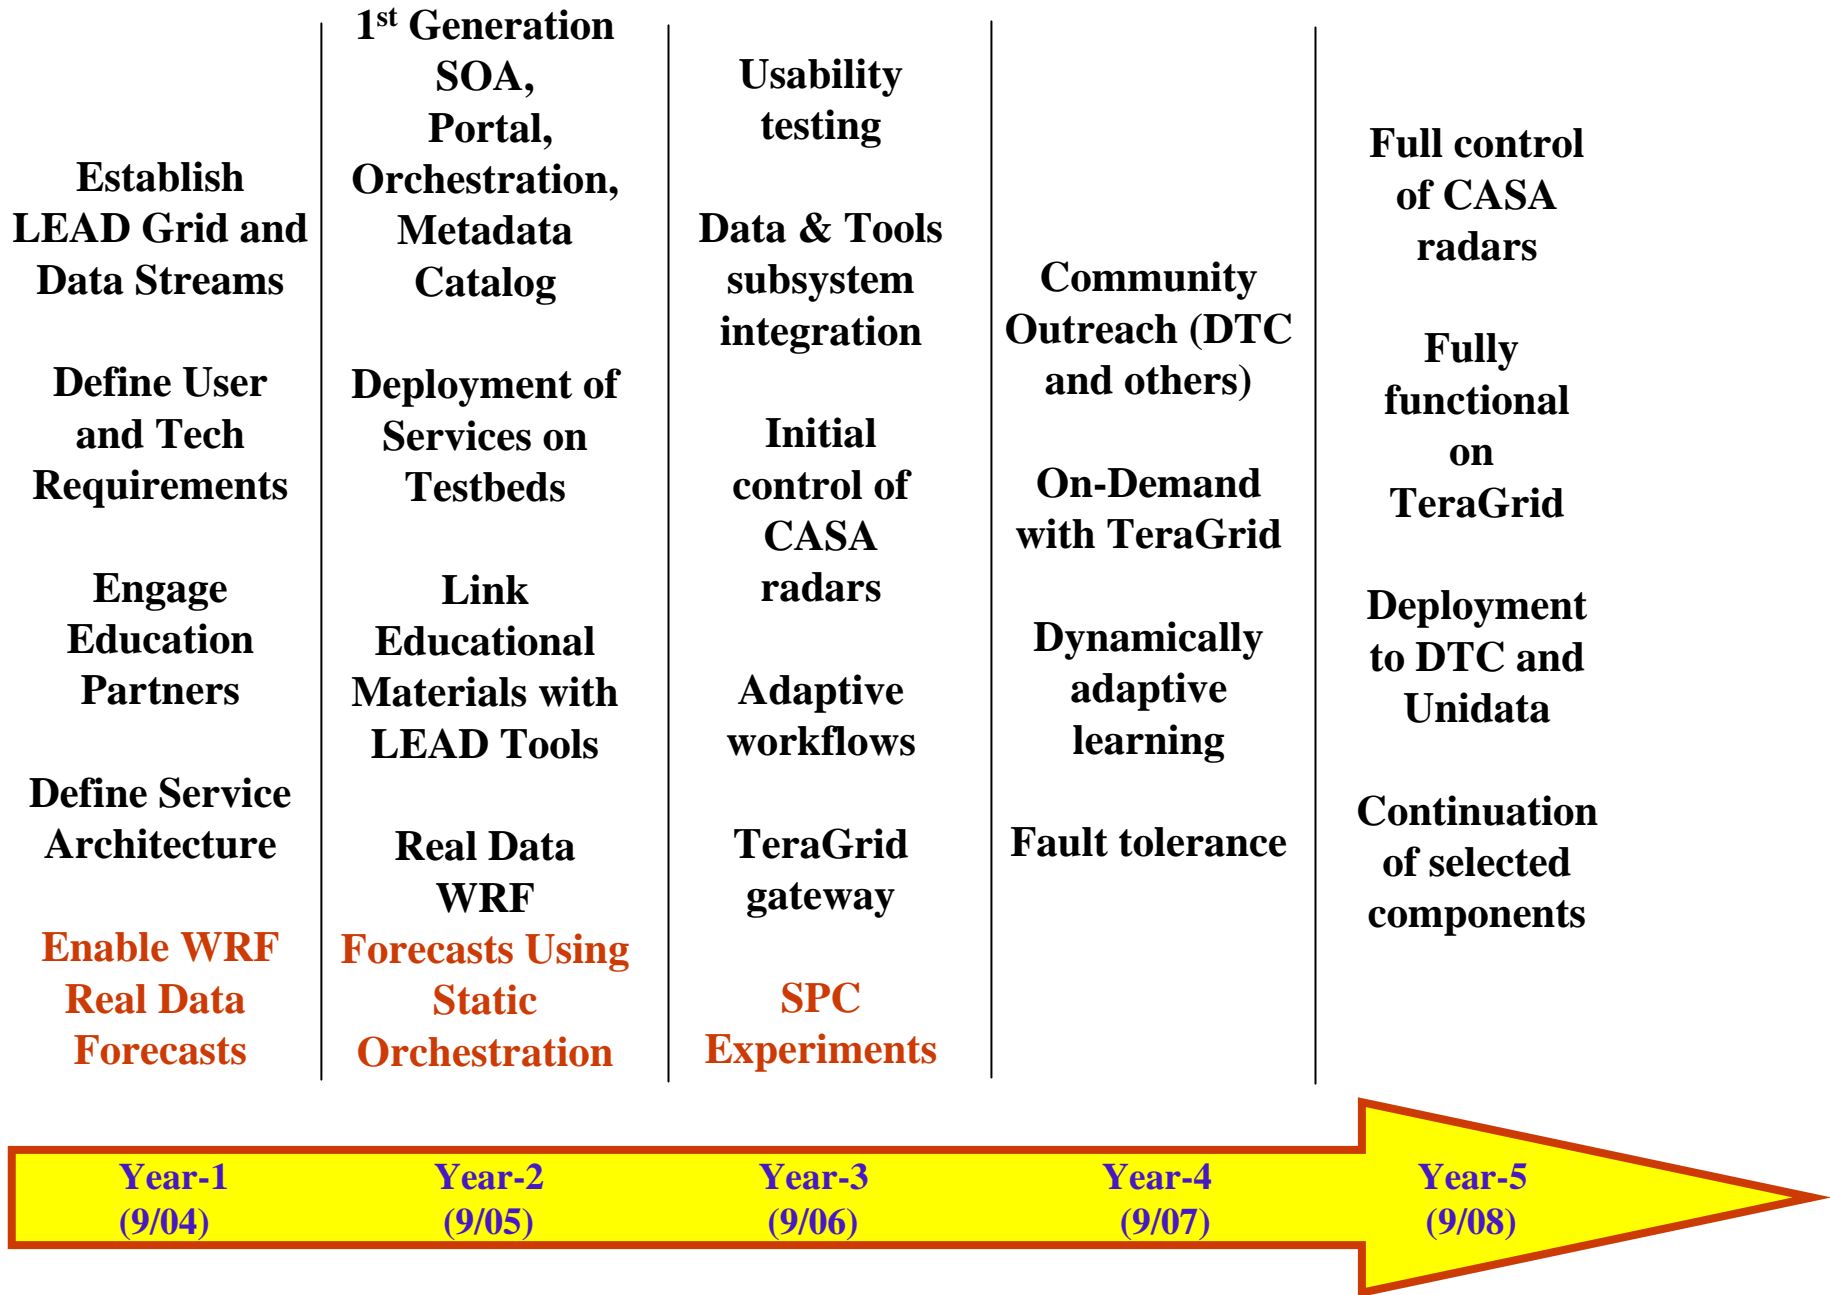 Establish
LEAD Grid and
Data Streams
Define User
and Tech
Requirements
Engage
Education
Partners
Define Service
Architecture
Enable WRF
Real Data
Forecasts
1st Generation
SOA,
Portal,
Orchestration,
Metadata
Catalog
Deployment of
Services on
Testbeds
Link
Educational
Materials with
LEAD Tools
Real Data
WRF
Forecasts Using
Static
Orchestration
Usability
testing
Data & Tools
subsystem
integration
Initial
control of
CASA
radars
Adaptive
workflows
TeraGrid
gateway
SPC
Experiments
Community
Outreach (DTC
and others)
On-Demand
with TeraGrid
Dynamically
adaptive
learning
Fault tolerance
Full control
of CASA
radars
Fully
functional
on
TeraGrid
Deployment
to DTC and
Unidata
Continuation
of selected
components
Year-1
(9/04)
Year-2
(9/05)
Year-3
(9/06)
Year-4
(9/07)
Year-5
(9/08)